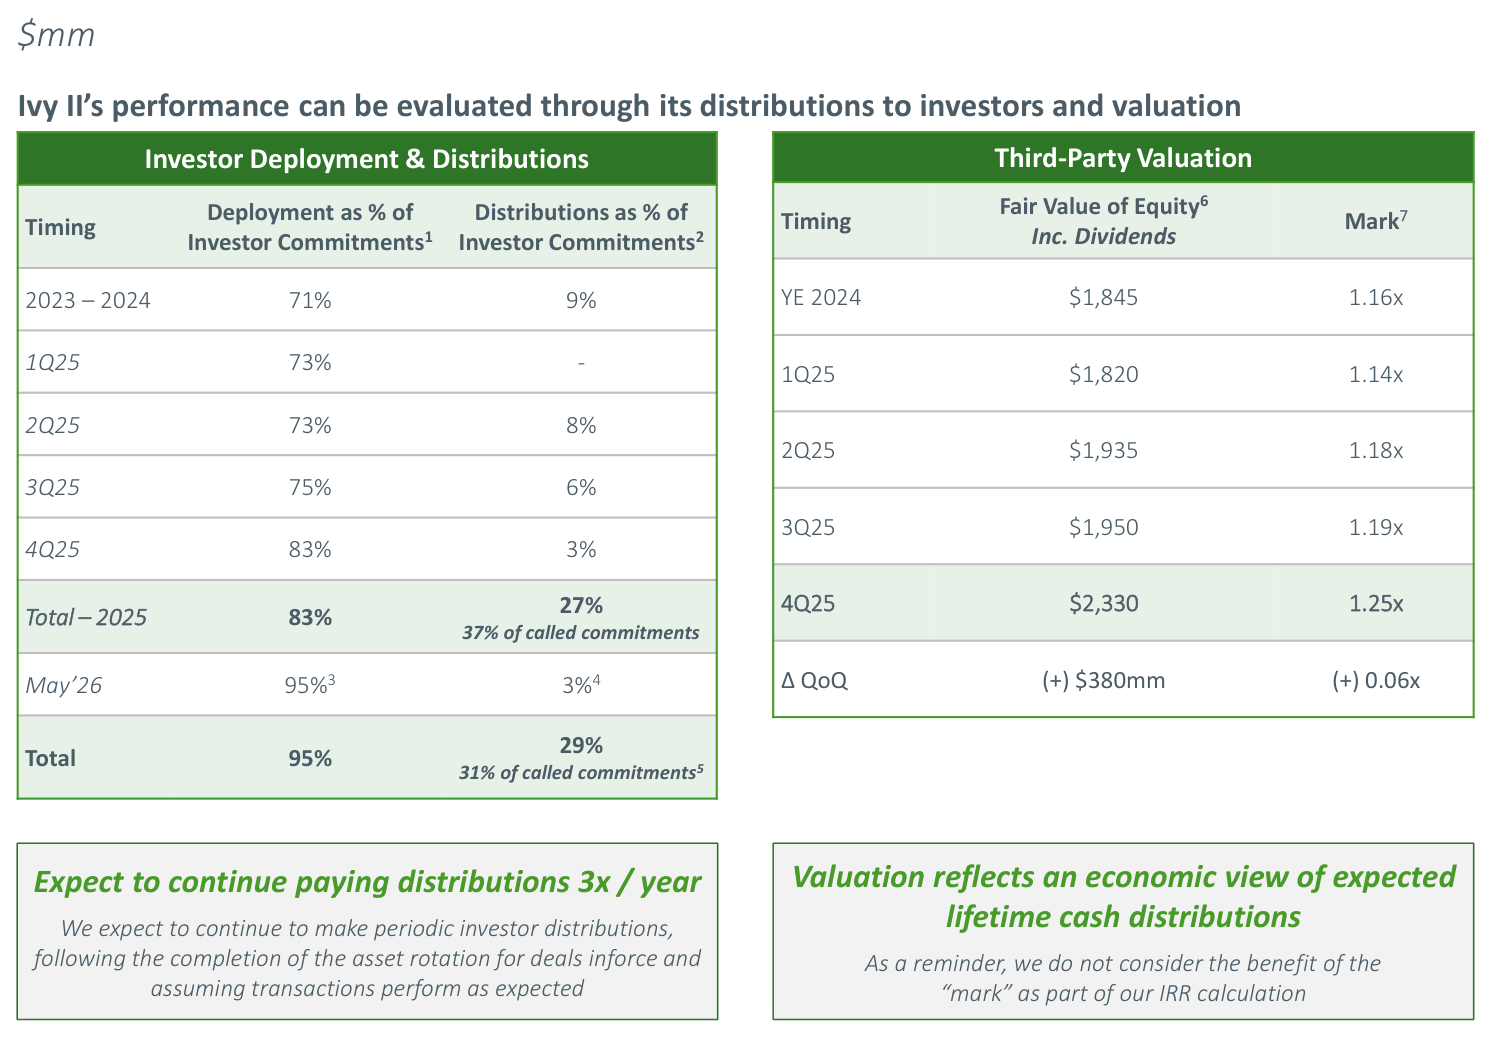 $mm
Ivy II’s performance can be evaluated through its distributions to investors and valuation
Investor Deployment & Distributions
Timing
Deployment as % of
Investor Commitments1
Distributions as % of
Investor Commitments2
2023 – 2024 71% 9%
1Q25 73% -
2Q25 73% 8%
3Q25 75% 6%
4Q25 83% 3%
Total – 2025 83% 27%
37% of called commitments
May’26 95%3 3%4
Total 95% 29%
31% of called commitments5
Third-Party Valuation
Timing
Fair Value of Equity6
Inc. Dividends
Mark7
YE 2024 $1,845 1.16x
1Q25 $1,820 1.14x
2Q25 $1,935 1.18x
3Q25 $1,950 1.19x
4Q25 $2,330 1.25x
Δ QoQ (+) $380mm (+) 0.06x
Expect to continue paying distributions 3x / year
We expect to continue to make periodic investor distributions,
following the completion of the asset rotation for deals inforce and
assuming transactions perform as expected
Valuation reflects an economic view of expected
lifetime cash distributions
As a reminder, we do not consider the benefit of the
“mark” as part of our IRR calculation